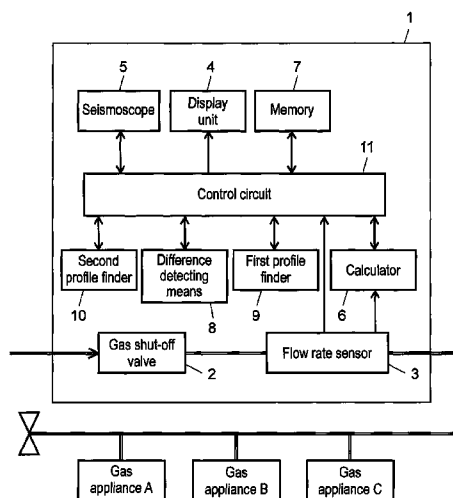 1
5
4
7
Seismoscope
Display
unit
Memory
11
Control circuit
Second
profile finder
Difference
detecting
means
First profile
finder
Calculator
10
8
9
6
Gas shut-off
valve
Flow rate sensor
2
3
Gas
appliance A
Gas
appliance B
Gas
appliance C